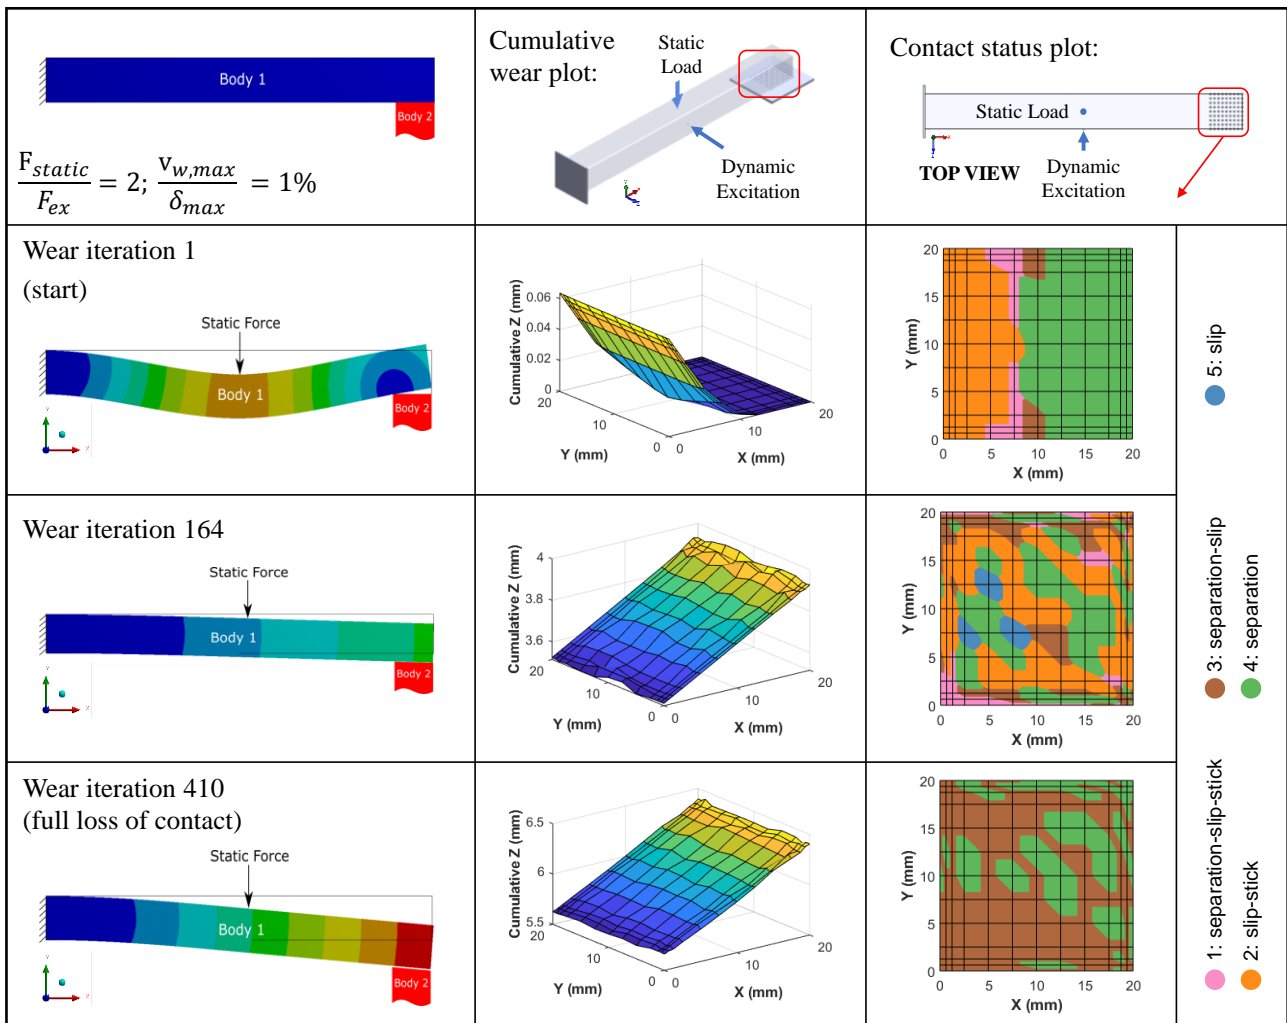 Body 1
Body 2
F_static / F_ex = 2; v_w,max / δ_max = 1%
Cumulative
wear plot:
Static
Load
Dynamic
Excitation
Contact status plot:
Static Load
TOP VIEW
Dynamic
Excitation
Wear iteration 1
(start)
Static Force
Body 1
Body 2
Cumulative Z (mm)
0.06
0.04
0.02
0
20
10
0
0
10
20
Y (mm)
X (mm)
Y (mm)
20
15
10
5
0
0
5
10
15
20
X (mm)
Wear iteration 164
Static Force
Body 1
Body 2
Cumulative Z (mm)
4
3.8
3.6
20
10
0
0
10
20
Y (mm)
X (mm)
Y (mm)
20
15
10
5
0
0
5
10
15
20
X (mm)
Wear iteration 410
(full loss of contact)
Static Force
Body 1
Body 2
Cumulative Z (mm)
6.5
6
5.5
20
10
0
0
10
20
Y (mm)
X (mm)
Y (mm)
20
15
10
5
0
0
5
10
15
20
X (mm)
1: separation-slip-stick
2: slip-stick
3: separation-slip
4: separation
5: slip